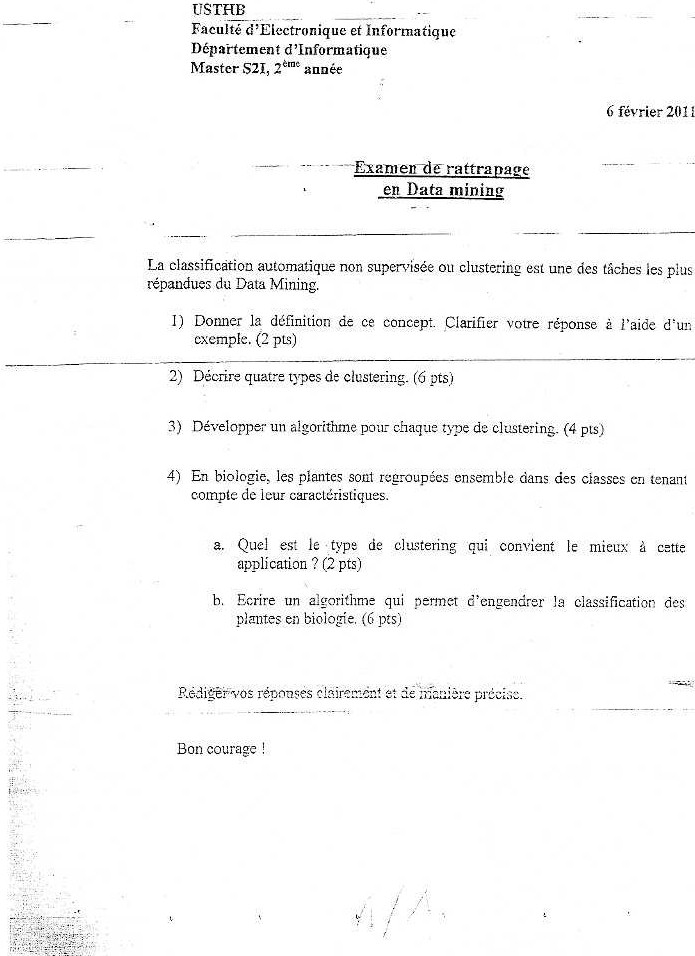 USTHB
Faculté d'Electronique et Informatique
Département d'Informatique
Master S2I, 2ème année
6 février 2011
Examen de rattrapage
en Data mining
La classification automatique non supervisée ou clustering est une des tâches les plus
répandues du Data Mining.
1) Donner la définition de ce concept. Clarifier votre réponse à l'aide d'un
exemple. (2 pts)
2) Décrire quatre types de clustering. (6 pts)
3) Développer un algorithme pour chaque type de clustering. (4 pts)
4) En biologie, les plantes sont regroupées ensemble dans des classes en tenant
compte de leur caractéristiques.
a. Quel est le type de clustering qui convient le mieux à cette
application ? (2 pts)
b. Ecrire un algorithme qui permet d'engendrer la classification des
plantes en biologie. (6 pts)
Rédiger vos réponses clairement et de manière précise.
Bon courage !
1/1.